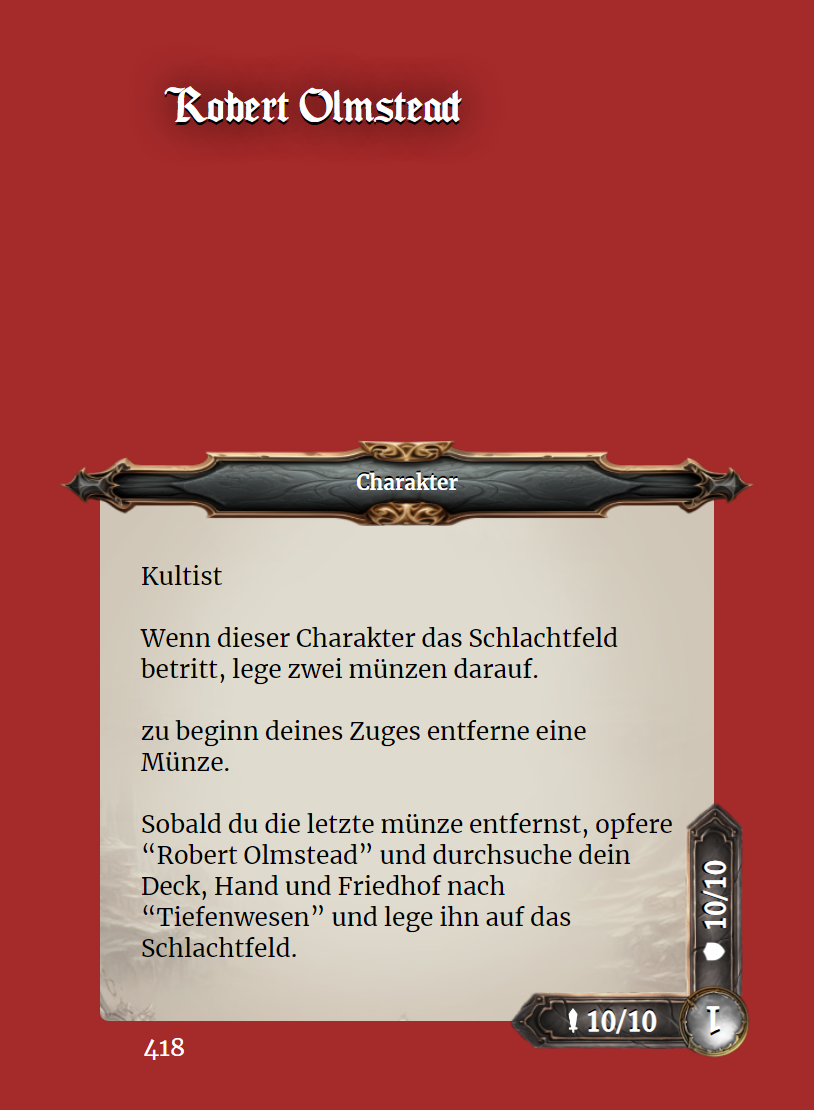 Robert Olmstead
Charakter
Kultist
Wenn dieser Charakter das Schlachtfeld
betritt, lege zwei münzen darauf.
zu beginn deines Zuges entferne eine
Münze.
Sobald du die letzte münze entfernst, opfere
“Robert Olmstead” und durchsuche dein
Deck, Hand und Friedhof nach
“Tiefenwesen” und lege ihn auf das
Schlachtfeld.
10/10
10/10
1
418